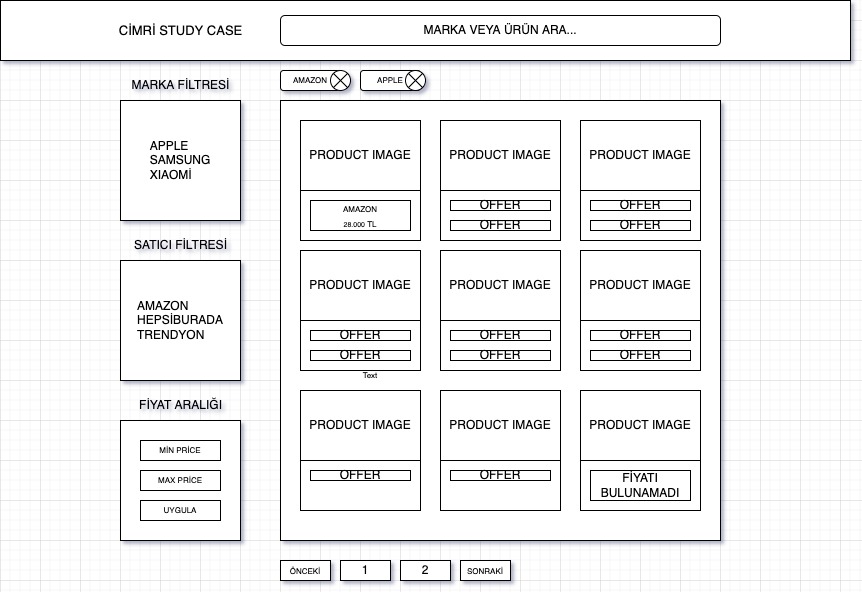 CİMRİ STUDY CASE
MARKA VEYA ÜRÜN ARA...
AMAZON
APPLE
MARKA FİLTRESİ
APPLE
SAMSUNG
XIAOMİ
SATICI FİLTRESİ
AMAZON
HEPSİBURADA
TRENDYON
FİYAT ARALIĞI
MİN PRİCE
MAX PRİCE
UYGULA
PRODUCT IMAGE
AMAZON
28.000 TL
PRODUCT IMAGE
OFFER
OFFER
PRODUCT IMAGE
OFFER
OFFER
PRODUCT IMAGE
OFFER
OFFER
Text
PRODUCT IMAGE
OFFER
OFFER
PRODUCT IMAGE
OFFER
OFFER
PRODUCT IMAGE
OFFER
PRODUCT IMAGE
OFFER
PRODUCT IMAGE
FİYATI
BULUNAMADI
ÖNCEKİ
1
2
SONRAKİ